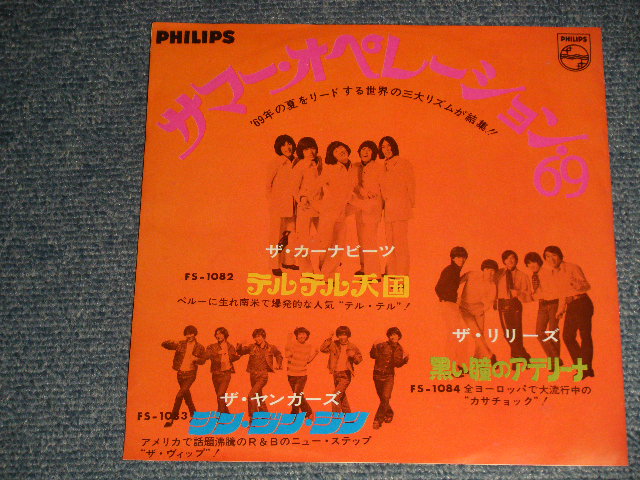 PHILIPS
PHILIPS
サマー・オペレーション・69
'69年の夏をリードする世界の三大リズムが結集!!
ザ・カーナビーツ
FS-1082 テルテル天国
ペルーに生れ南米で爆発的な人気 “テル・テル”!
ザ・リリーズ
黒い瞳のアデリーナ
FS-1084 全ヨーロッパで大流行中の
“カサチョック”!
ザ・ヤンガーズ
FS-1083 ジン・ジン・ジン
アメリカで話題沸騰のR&Bのニュー・ステップ
“ザ・ヴィップ”!